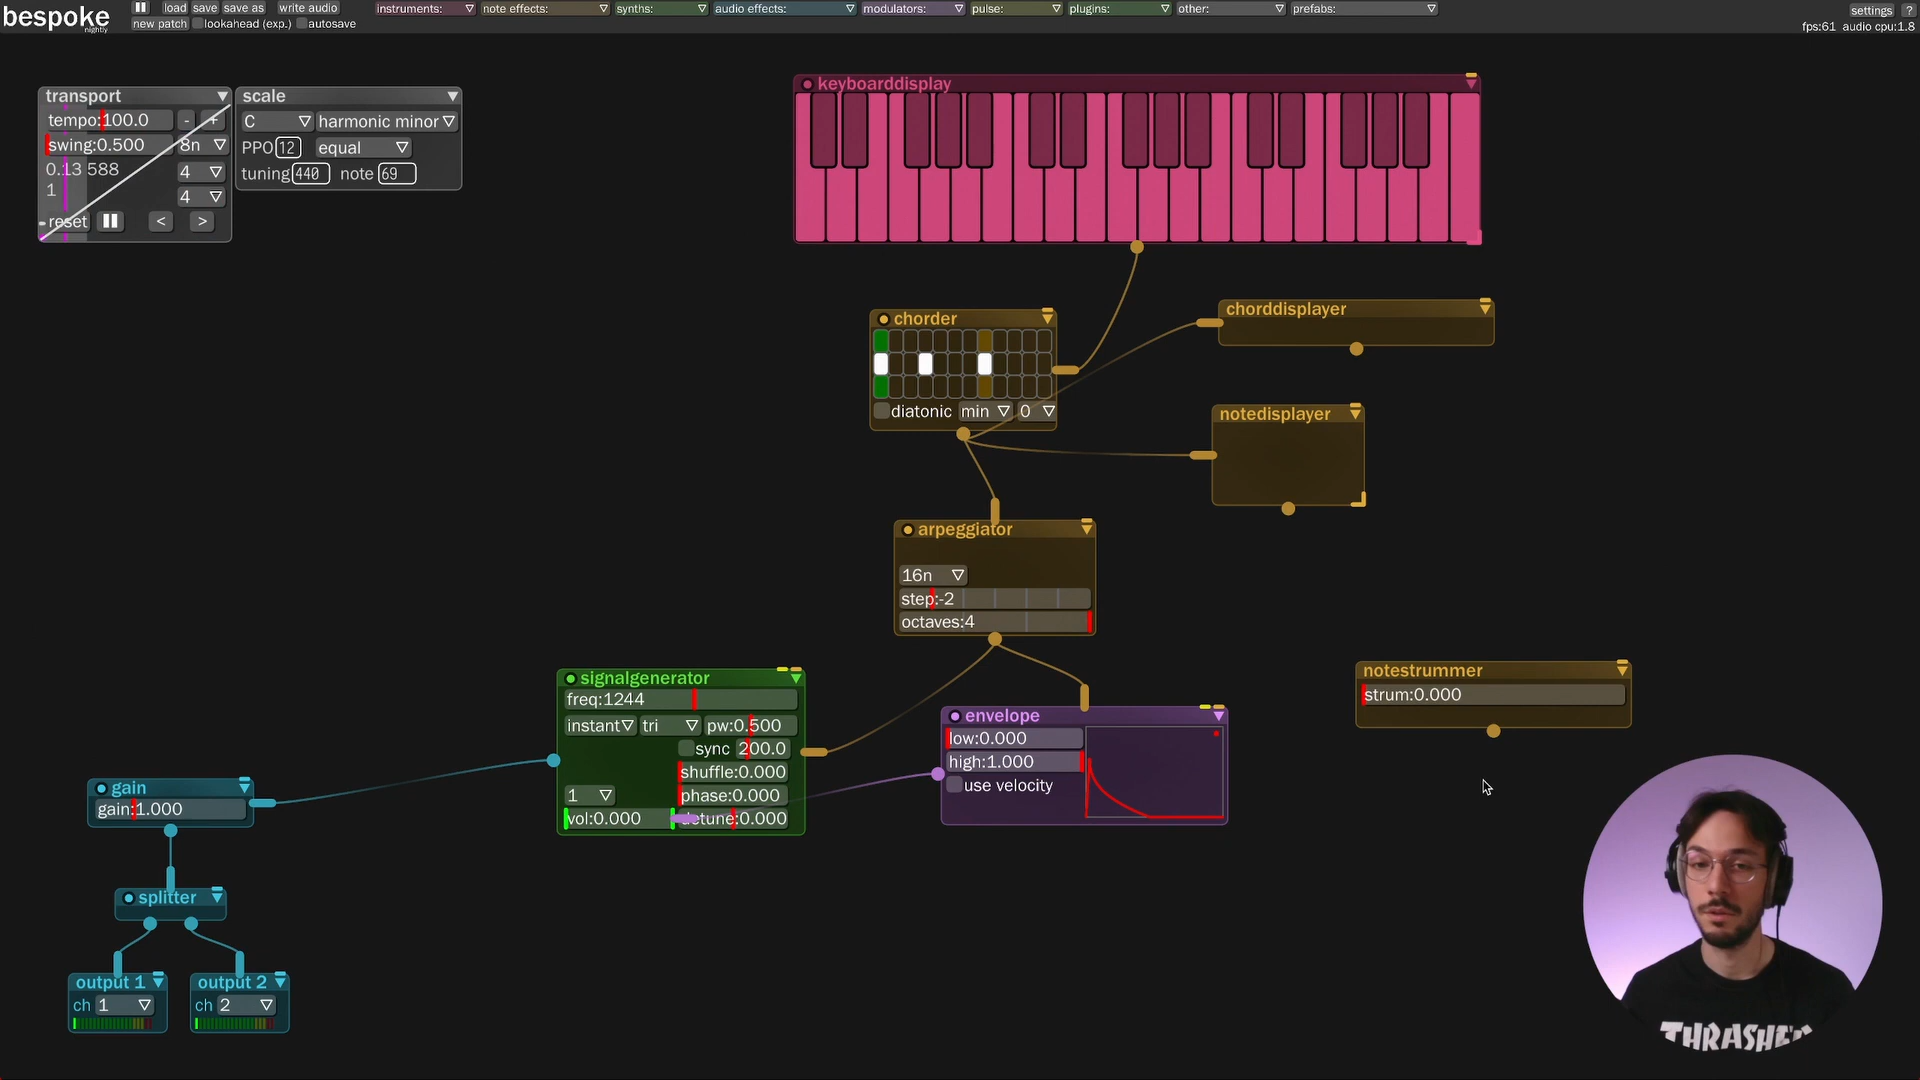 bespoke
nightly
load save save as write audio
new patch lookahead (exp.) autosave
instruments: note effects: synths: audio effects: modulators: pulse: plugins: other: prefabs:
settings ?
fps:61 audio cpu:1.8
transport
tempo:100.0 - +
swing:0.500 8n
0.13 588 4
1 4
reset < >
scale
C harmonic minor
PPO 12 equal
tuning 440 note 69
keyboarddisplay
chorder
diatonic min 0
chorddisplayer
notedisplayer
arpeggiator
16n
step:-2
octaves:4
signalgenerator
freq:1244
instant tri pw:0.500
sync 200.0
shuffle:0.000
1 phase:0.000
vol:0.000 detune:0.000
envelope
low:0.000
high:1.000
use velocity
notestrummer
strum:0.000
gain
gain:1.000
splitter
output 1
ch 1
output 2
ch 2
THRASHER